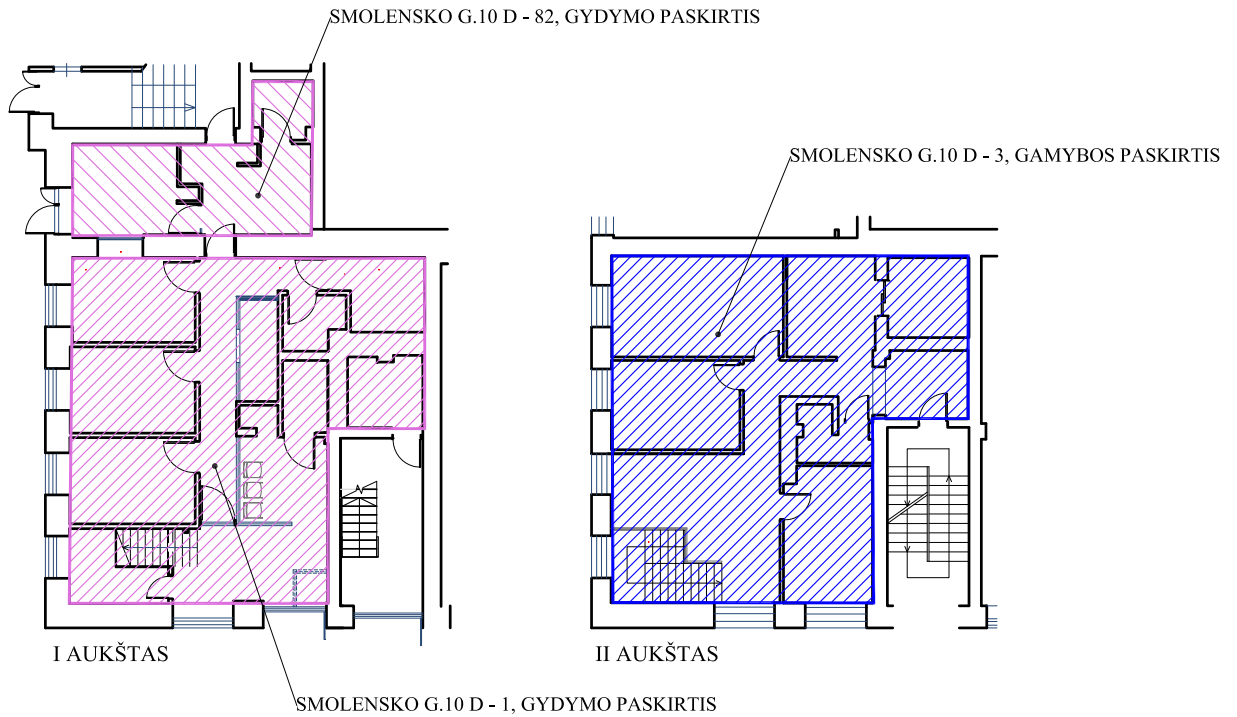 SMOLENSKO G.10 D - 82, GYDYMO PASKIRTIS
SMOLENSKO G.10 D - 3, GAMYBOS PASKIRTIS
I AUKŠTAS
II AUKŠTAS
SMOLENSKO G.10 D - 1, GYDYMO PASKIRTIS